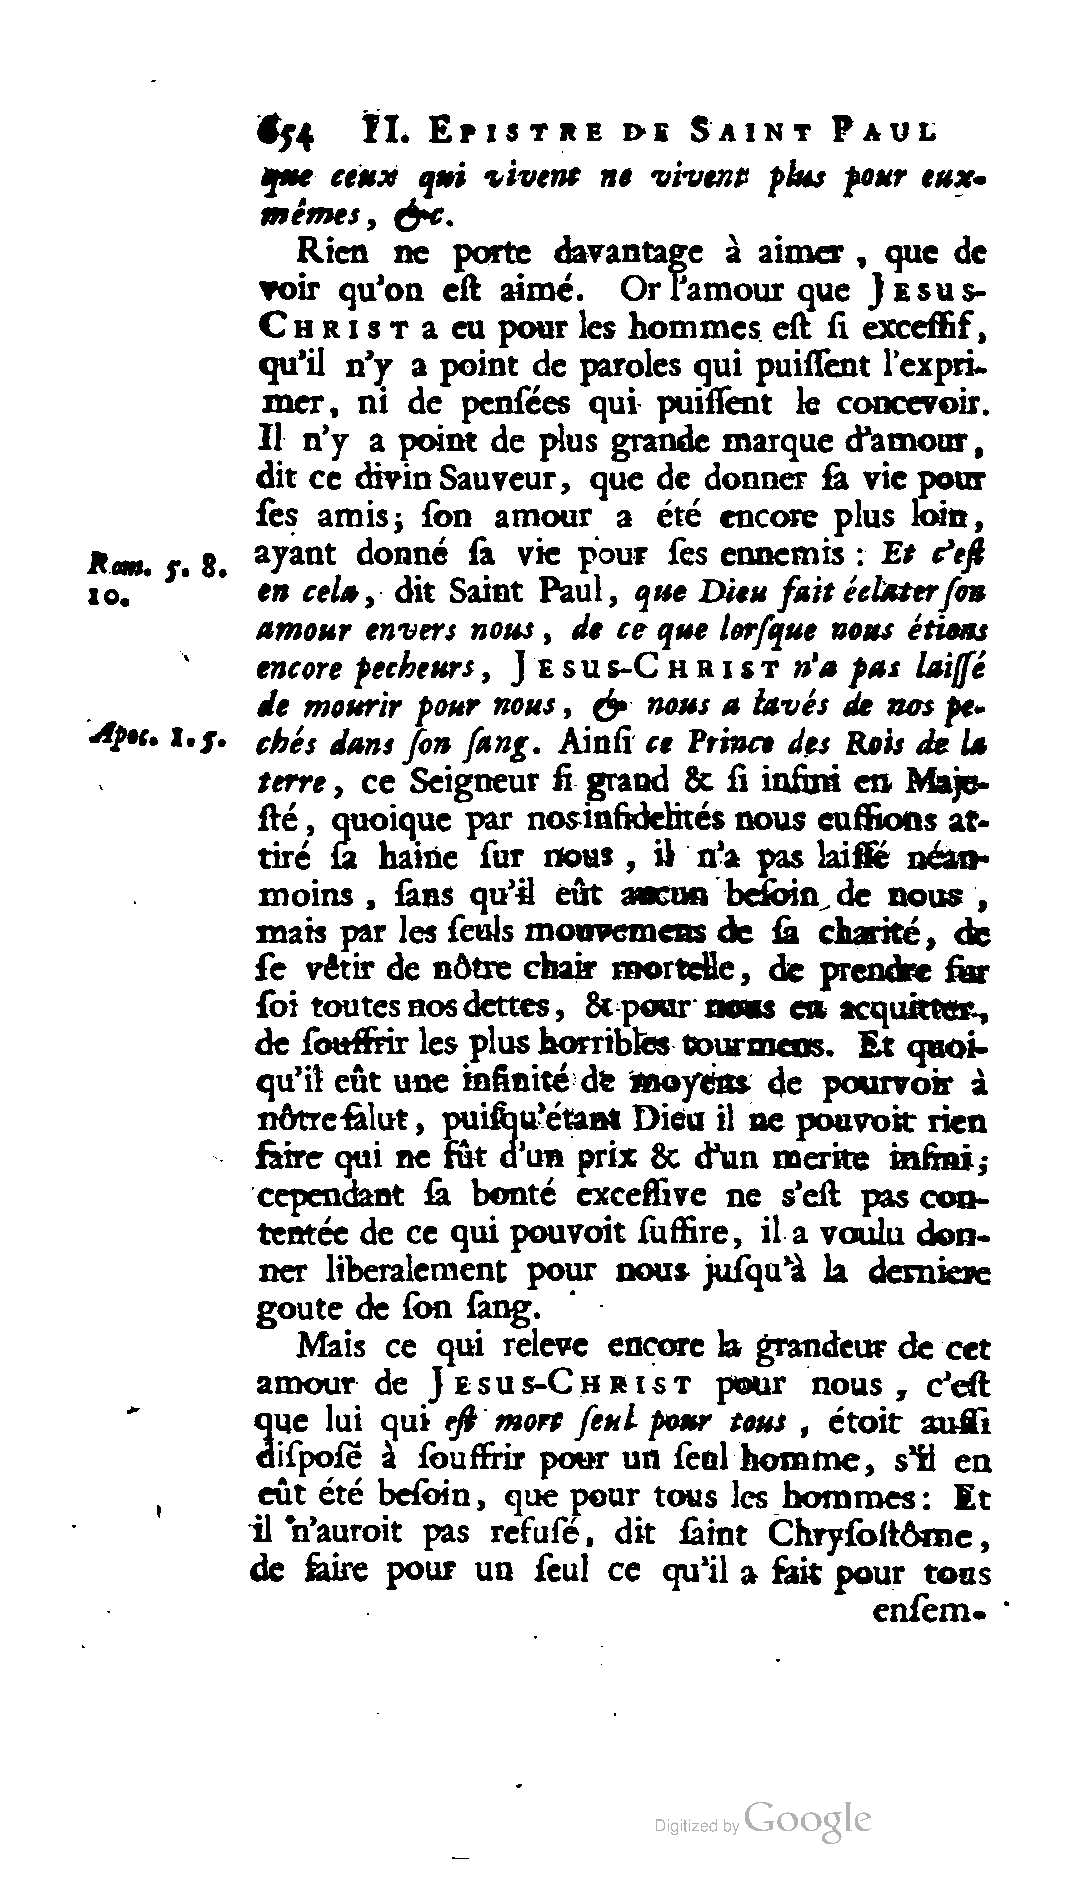 654 II. EPISTRE DE SAINT PAUL
que ceux qui vivent ne vivent plus pour eux-
mêmes, &c.
Rien ne porte davantage à aimer, que de
voir qu'on eſt aimé. Or l'amour que JESUS-
CHRIST a eu pour les hommes eſt ſi exceſſif,
qu'il n'y a point de paroles qui puiſſent l'expri-
mer, ni de penſées qui puiſſent le concevoir.
Il n'y a point de plus grande marque d'amour,
dit ce divin Sauveur, que de donner ſa vie pour
ſes amis; ſon amour a été encore plus loin,
ayant donné ſa vie pour ſes ennemis : Et c'eſt
Rom. 5. 8.
10.
en cela, dit Saint Paul, que Dieu fait éclater ſon
amour envers nous, de ce que lorſque nous étions
encore pecheurs, JESUS-CHRIST n'a pas laiſſé
de mourir pour nous, & nous a lavés de nos pe-
Apoc. 1. 5.
chés dans ſon ſang. Ainſi ce Prince des Rois de la
terre, ce Seigneur ſi grand & ſi infini en Maje-
ſté, quoique par nos infidelités nous euſſions at-
tiré ſa haine ſur nous, il n'a pas laiſſé néan-
moins, ſans qu'il eût aucun beſoin de nous,
mais par les ſeuls mouvemens de ſa charité, de
ſe vêtir de nôtre chair mortelle, de prendre ſur
ſoi toutes nos dettes, & pour nous en acquitter,
de ſouffrir les plus horribles tourmens. Et quoi-
qu'il eût une infinité de moyens de pourvoir à
nôtre ſalut, puiſqu'étant Dieu il ne pouvoit rien
faire qui ne fût d'un prix & d'un merite infini;
cependant ſa bonté exceſſive ne s'eſt pas con-
tentée de ce qui pouvoit ſuffire, il a voulu don-
ner liberalement pour nous juſqu'à la derniere
goute de ſon ſang.
Mais ce qui releve encore la grandeur de cet
amour de JESUS-CHRIST pour nous, c'eſt
que lui qui eſt mort ſeul pour tous, étoit auſſi
diſpoſé à ſouffrir pour un ſeul homme, s'il en
eût été beſoin, que pour tous les hommes: Et
il n'auroit pas refuſé, dit ſaint Chryſoſtôme,
de faire pour un ſeul ce qu'il a fait pour tous
enſem-
Digitized by Google